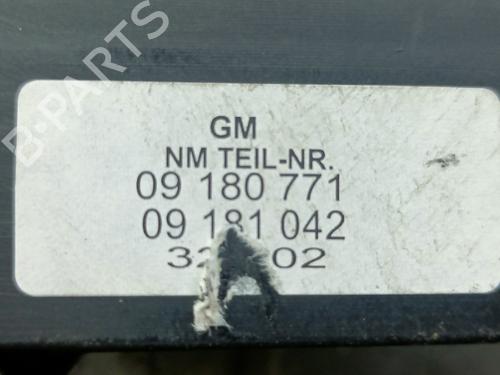 B-PARTS
GM
NM TEIL-NR.
09 180 771
09 181 042